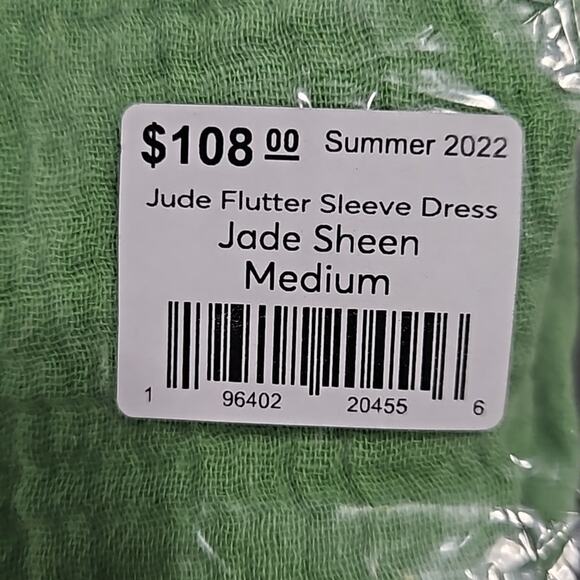 $108 00 Summer 2022
Jude Flutter Sleeve Dress
Jade Sheen
Medium
1 96402 20455 6